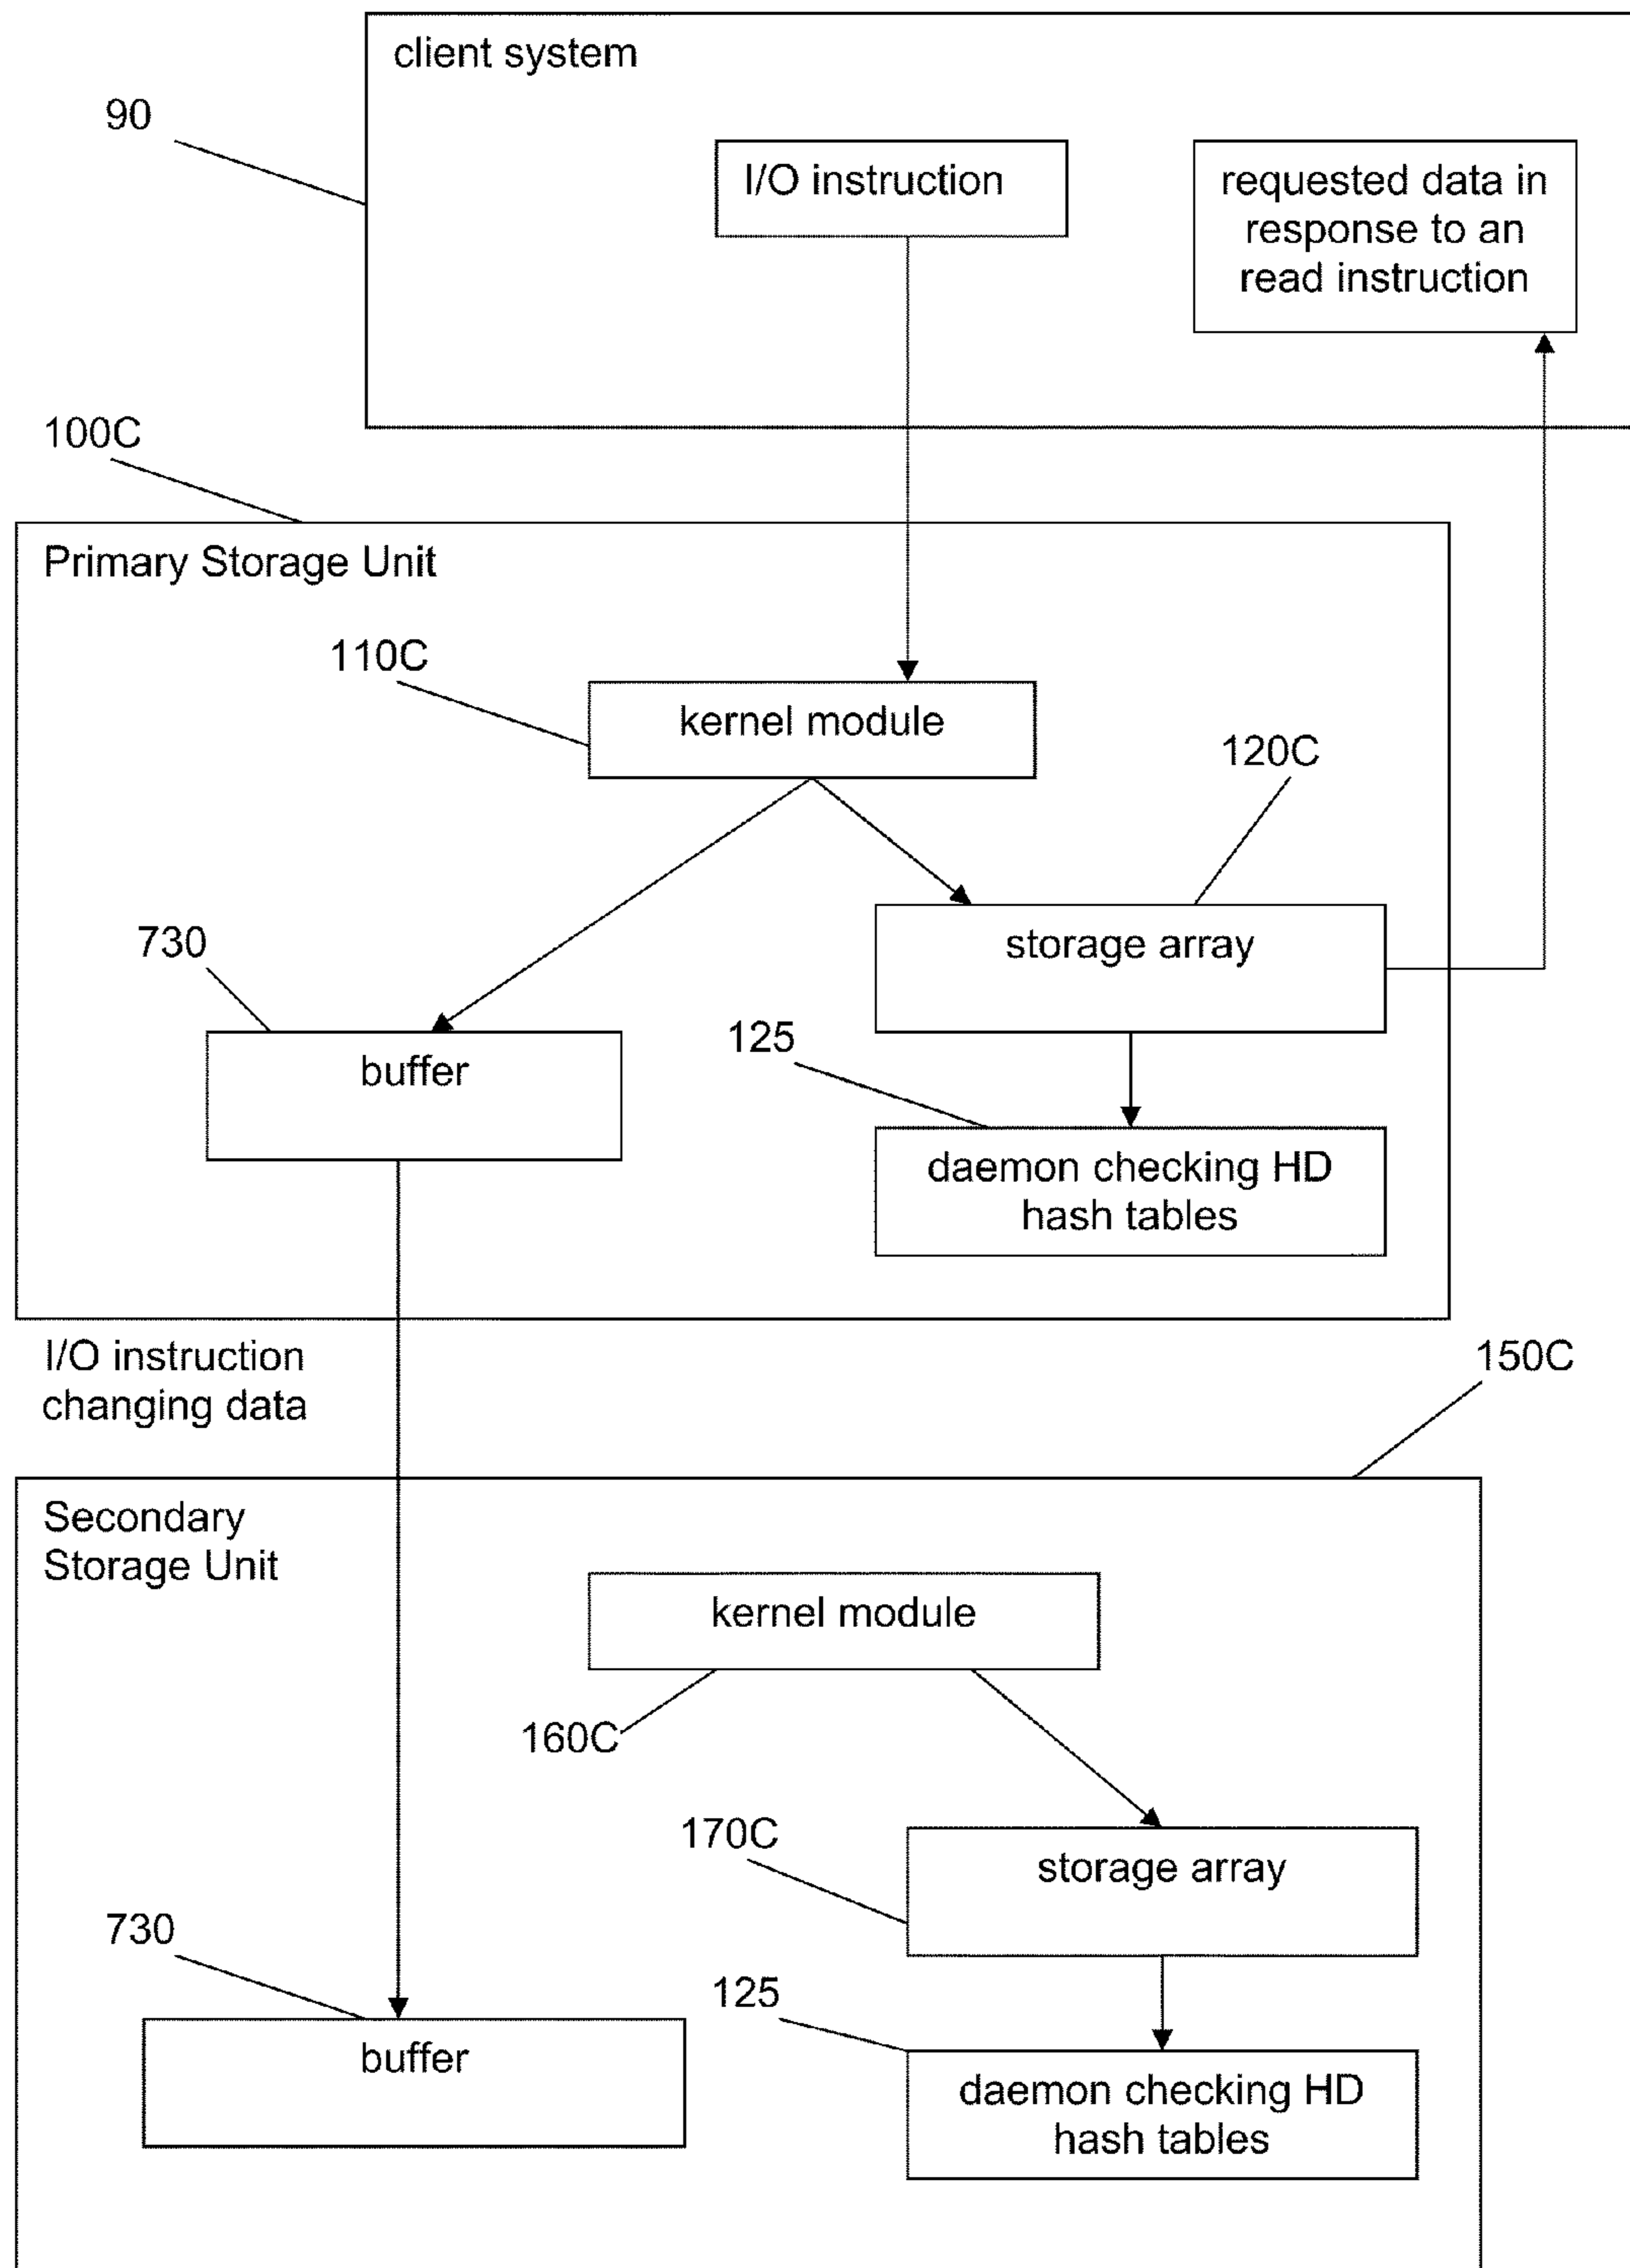 client system
90
I/O instruction
requested data in
response to an
read instruction
100C
Primary Storage Unit
110C
kernel module
120C
storage array
730
buffer
125
daemon checking HD
hash tables
I/O instruction
changing data
150C
Secondary
Storage Unit
kernel module
160C
170C
storage array
730
buffer
125
daemon checking HD
hash tables